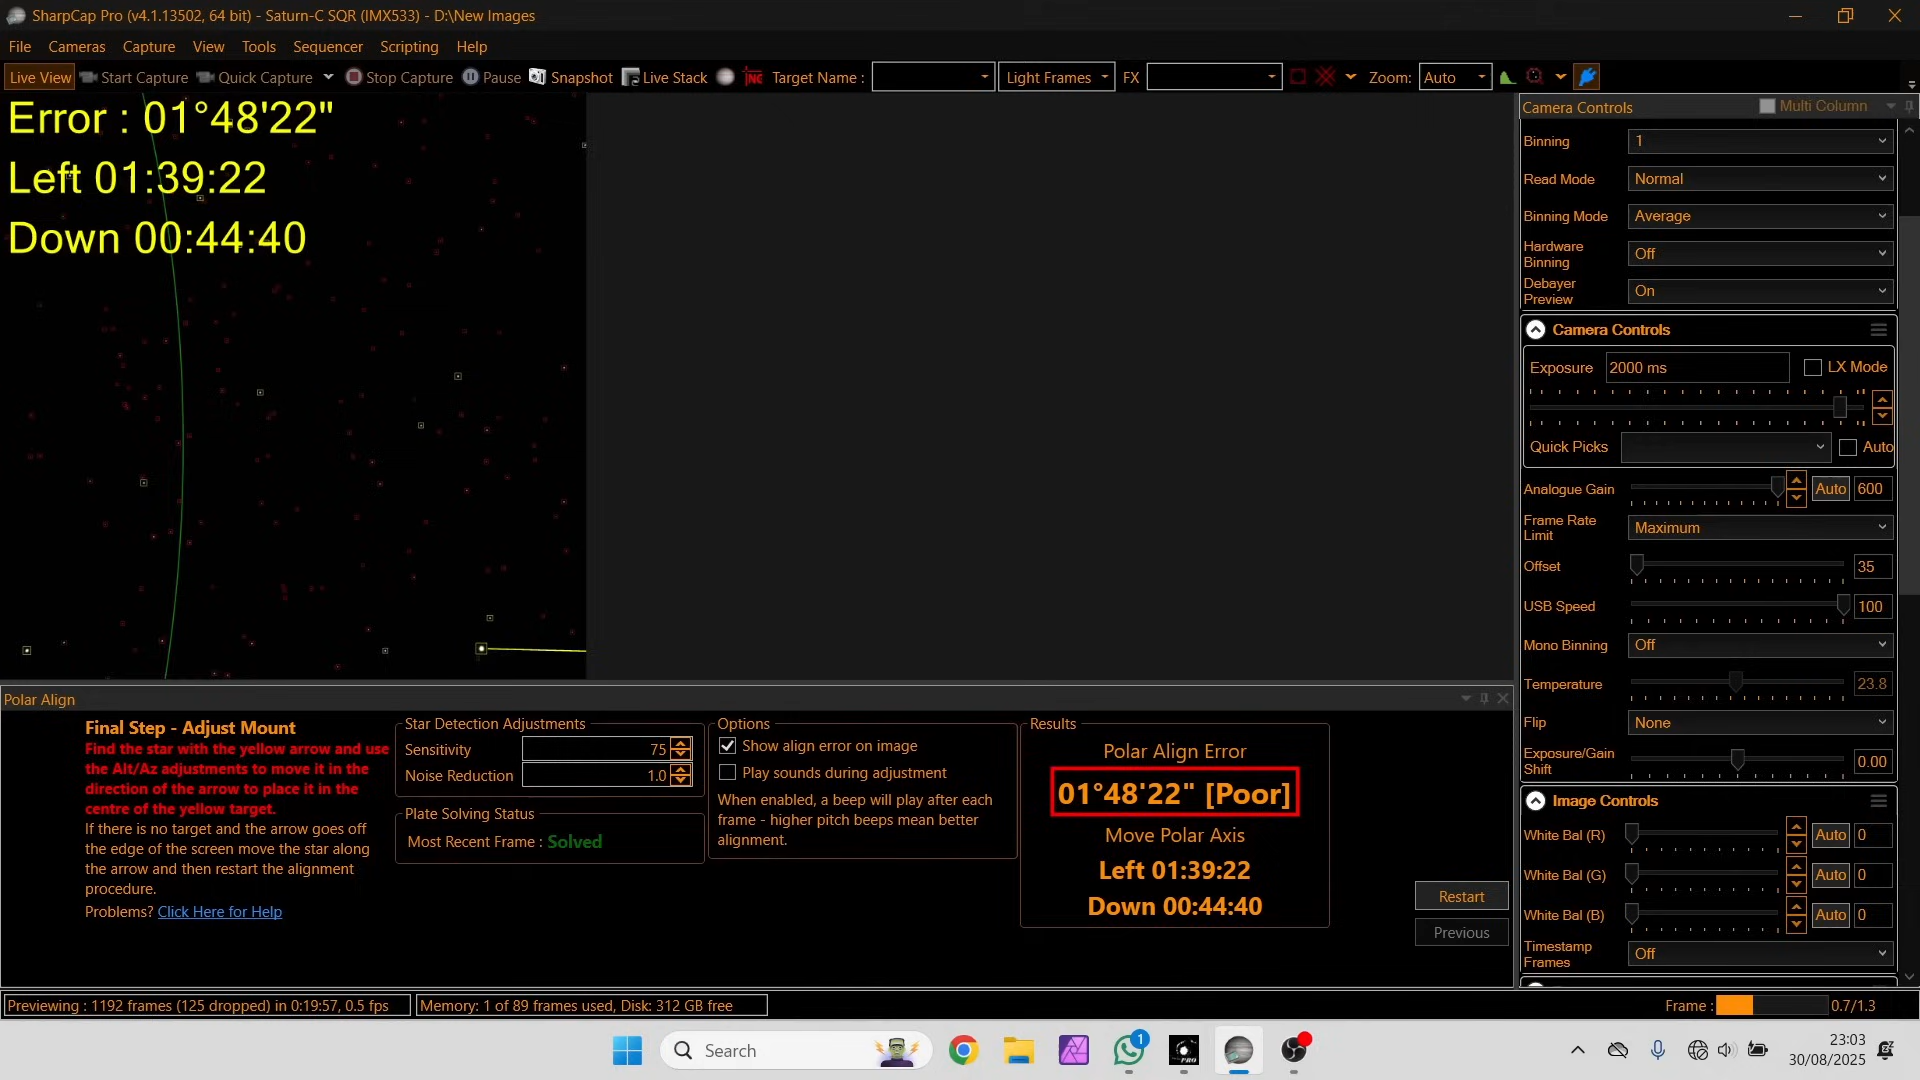 SharpCap Pro (v4.1.13502, 64 bit) - Saturn-C SQR (IMX533) - D:\New Images
File Cameras Capture View Tools Sequencer Scripting Help
Live View Start Capture Quick Capture Stop Capture Pause Snapshot Live Stack INC Target Name : Light Frames FX Zoom: Auto
Error : 01°48'22"
Left 01:39:22
Down 00:44:40
Camera Controls Multi Column
Binning 1
Read Mode Normal
Binning Mode Average
Hardware
Binning Off
Debayer
Preview On
Camera Controls
Exposure 2000 ms LX Mode
Quick Picks Auto
Analogue Gain Auto 600
Frame Rate
Limit Maximum
Offset 35
USB Speed 100
Mono Binning Off
Temperature 23.8
Flip None
Exposure/Gain
Shift 0.00
Image Controls
White Bal (R) Auto 0
White Bal (G) Auto 0
White Bal (B) Auto 0
Timestamp
Frames Off
Polar Align
Final Step - Adjust Mount
Find the star with the yellow arrow and use
the Alt/Az adjustments to move it in the
direction of the arrow to place it in the
centre of the yellow target.
If there is no target and the arrow goes off
the edge of the screen move the star along
the arrow and then restart the alignment
procedure.
Problems? Click Here for Help
Star Detection Adjustments
Sensitivity 75
Noise Reduction 1.0
Plate Solving Status
Most Recent Frame : Solved
Options
Show align error on image
Play sounds during adjustment
When enabled, a beep will play after each
frame - higher pitch beeps mean better
alignment.
Results
Polar Align Error
01°48'22" [Poor]
Move Polar Axis
Left 01:39:22
Down 00:44:40
Restart
Previous
Previewing : 1192 frames (125 dropped) in 0:19:57, 0.5 fps
Memory: 1 of 89 frames used, Disk: 312 GB free
Frame : 0.7/1.3
Search
1
PRO
23:03
30/08/2025